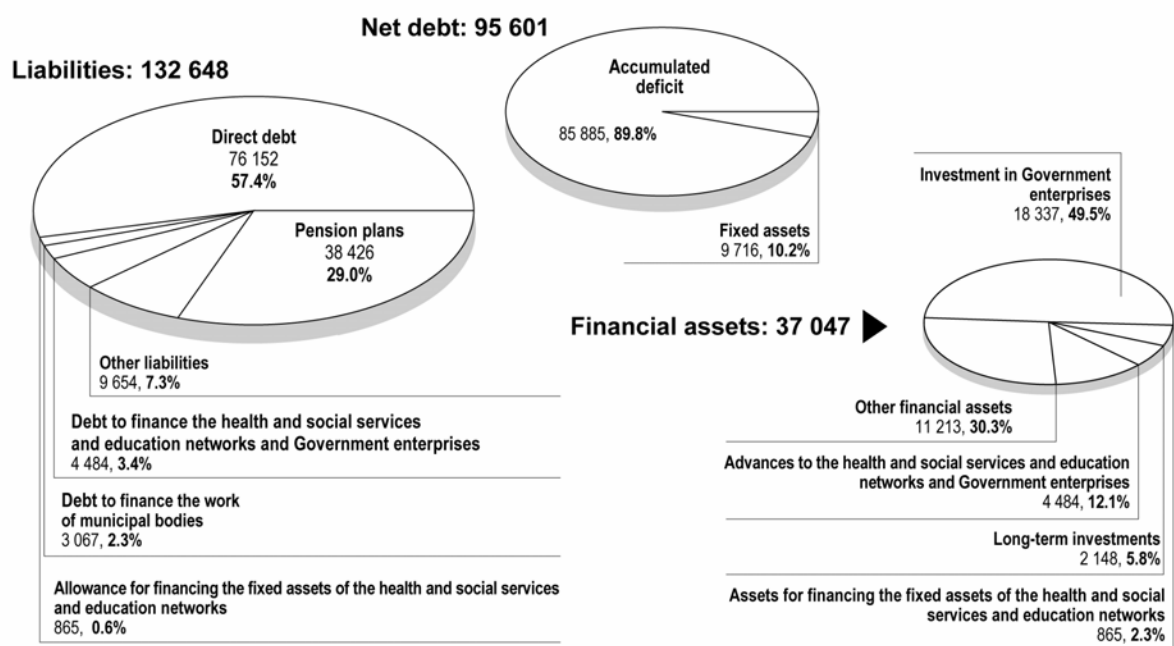 Net debt: 95 601
Accumulated
deficit
85 885, 89.8%
Fixed assets
9 716, 10.2%
Liabilities: 132 648
Direct debt
76 152
57.4%
Pension plans
38 426
29.0%
Other liabilities
9 654, 7.3%
Debt to finance the health and social services
and education networks and Government enterprises
4 484, 3.4%
Debt to finance the work
of municipal bodies
3 067, 2.3%
Allowance for financing the fixed assets of the health and social services
and education networks
865, 0.6%
Investment in Government
enterprises
18 337, 49.5%
Financial assets: 37 047
Other financial assets
11 213, 30.3%
Advances to the health and social services and education
networks and Government enterprises
4 484, 12.1%
Long-term investments
2 148, 5.8%
Assets for financing the fixed assets of the health and social
services and education networks
865, 2.3%